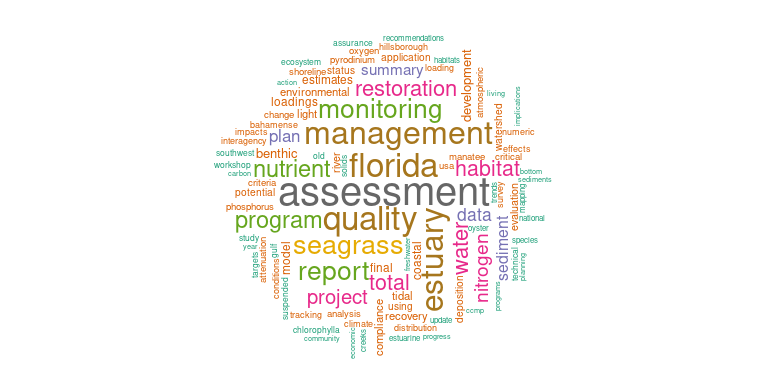 recommendations
assurance
hillsborough
oxygen
ecosystem
pyrodinium
application
habitats
shoreline
status
summary
loading
development
atmospheric
action
estimates
restoration
living
environmental
implications
loadings
monitoring
change
light
watershed
bahamense
impacts
plan
management
numeric
interagency
effects
southwest
benthic
old
river
solids
florida
manatee
critical
workshop
nutrient
usa
habitat
bottom
carbon
sediments
criteria
assessment
trends
survey
mapping
potential
evaluation
phosphorus
program
quality
estuary
data
national
oyster
study
year
gulf
seagrass
water
nitrogen
sediment
species
targets
attenuation
model
freshwater
coastal
technical
planning
conditions
report
final
total
suspended
project
tidal
deposition
programs
using
tracking
analysis
compliance
recovery
ccmp
climate
update
chlorophylla
economic
creeks
distribution
community
estuarine
progress